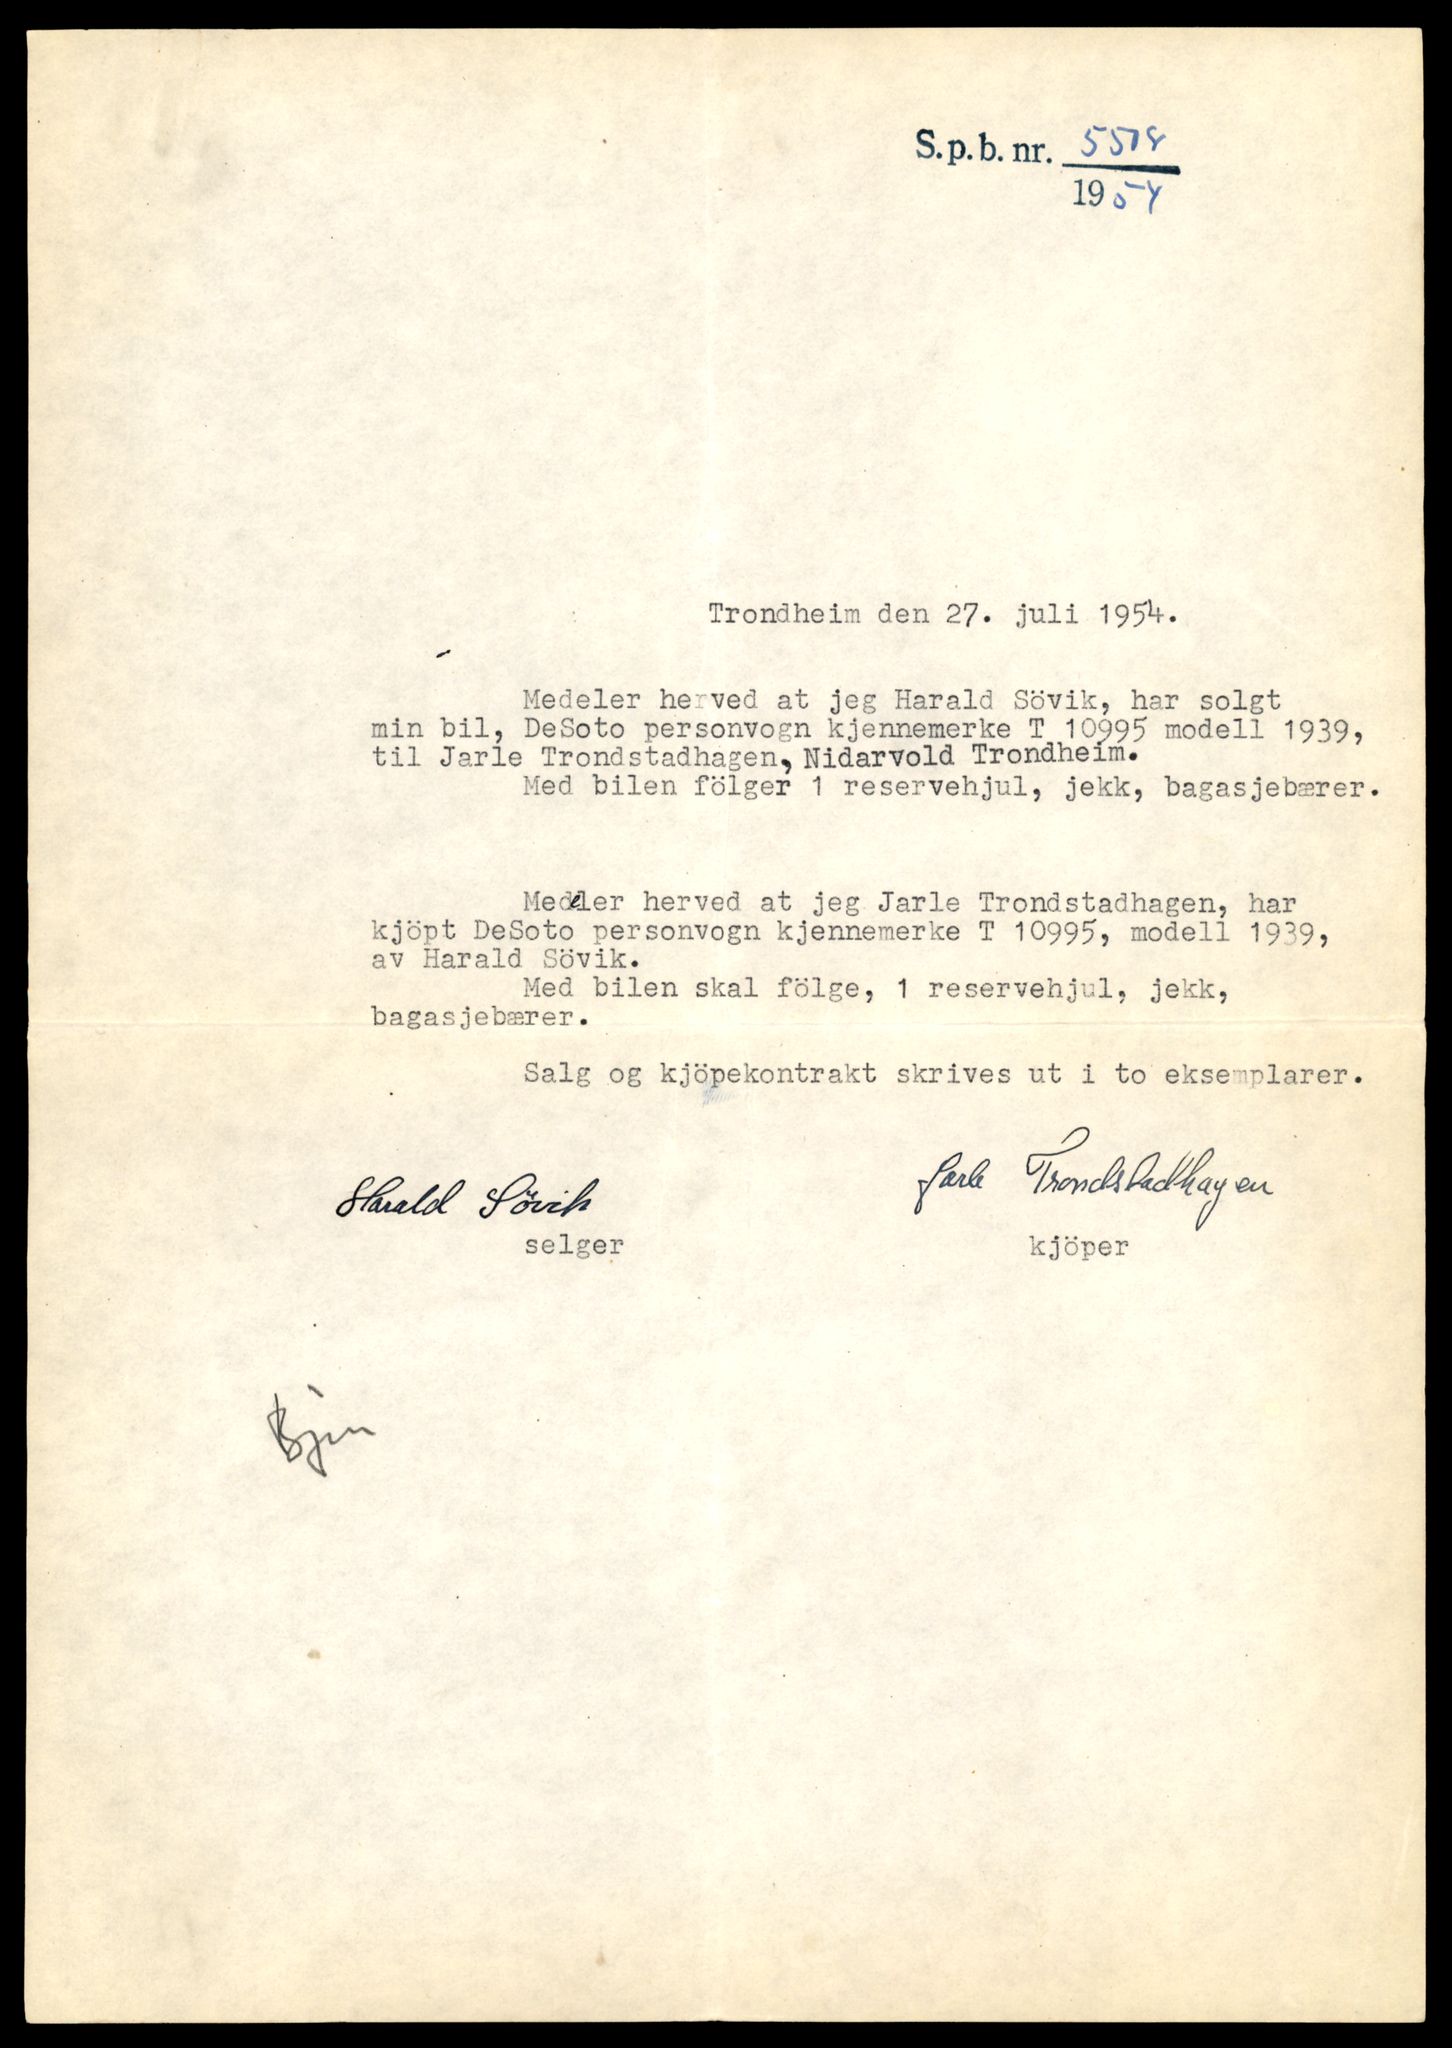 S.p.b. nr. 5518
1954
Trondheim den 27. juli 1954.
Medeler herved at jeg Harald Sövik, har solgt
min bil, DeSoto personvogn kjennemerke T 10995 modell 1939,
til Jarle Trondstadhagen, Nidarvold Trondheim.
Med bilen fölger 1 reservehjul, jekk, bagasjebærer.
Medeler herved at jeg Jarle Trondstadhagen, har
kjöpt DeSoto personvogn kjennemerke T 10995, modell 1939,
av Harald Sövik.
Med bilen skal fölge, 1 reservehjul, jekk,
bagasjebærer.
Salg og kjöpekontrakt skrives ut i to eksemplarer.
Harald Sövik
Jarle Trondstadhagen
selger
kjöper